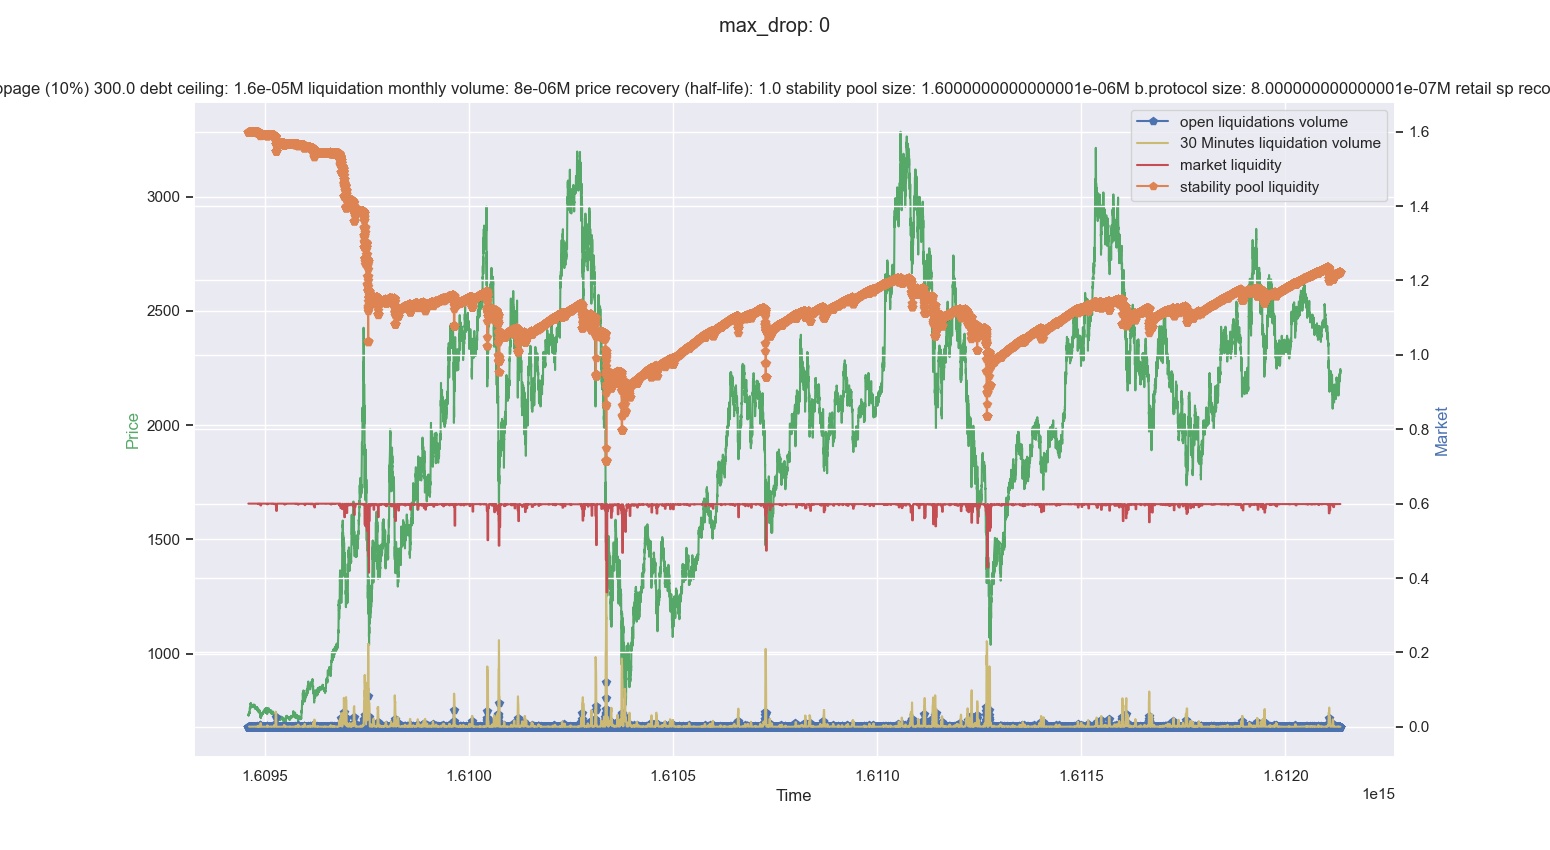 max_drop: 0
opage (10%) 300.0 debt ceiling: 1.6e-05M liquidation monthly volume: 8e-06M price recovery (half-life): 1.0 stability pool size: 1.6000000000000001e-06M b.protocol size: 8.000000000000001e-07M retail sp reco
open liquidations volume
30 Minutes liquidation volume
market liquidity
stability pool liquidity
3000
2500
2000
1500
1000
Price
1.6
1.4
1.2
1.0
0.8
0.6
0.4
0.2
0.0
Market
1.6095
1.6100
1.6105
1.6110
1.6115
1.6120
Time
1e15